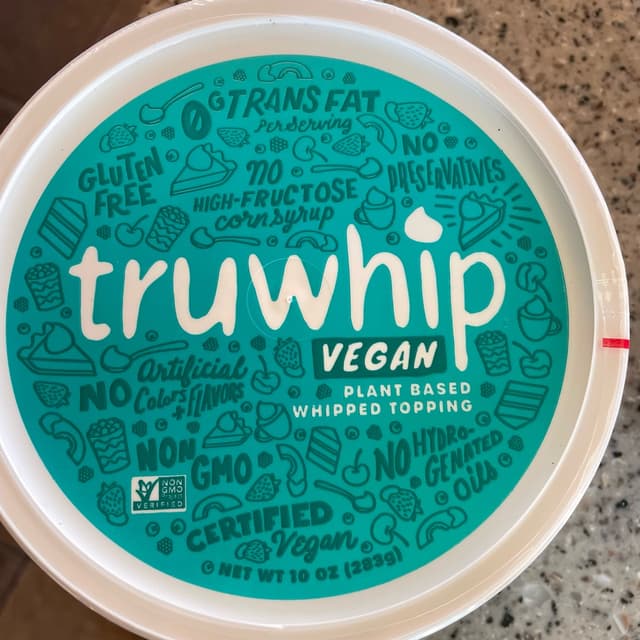 0g TRANS FAT
Per Serving
GLUTEN
FREE
no
HIGH-FRUCTOSE
corn syrup
NO
PRESERVATIVES
truwhip
VEGAN
PLANT BASED
WHIPPED TOPPING
NO Artificial
Colors + FLAVORS
NON
GMO
NO HYDRO-
GENATED
oils
NON
GMO
VERIFIED
CERTIFIED
Vegan
NET WT 10 OZ (283g)